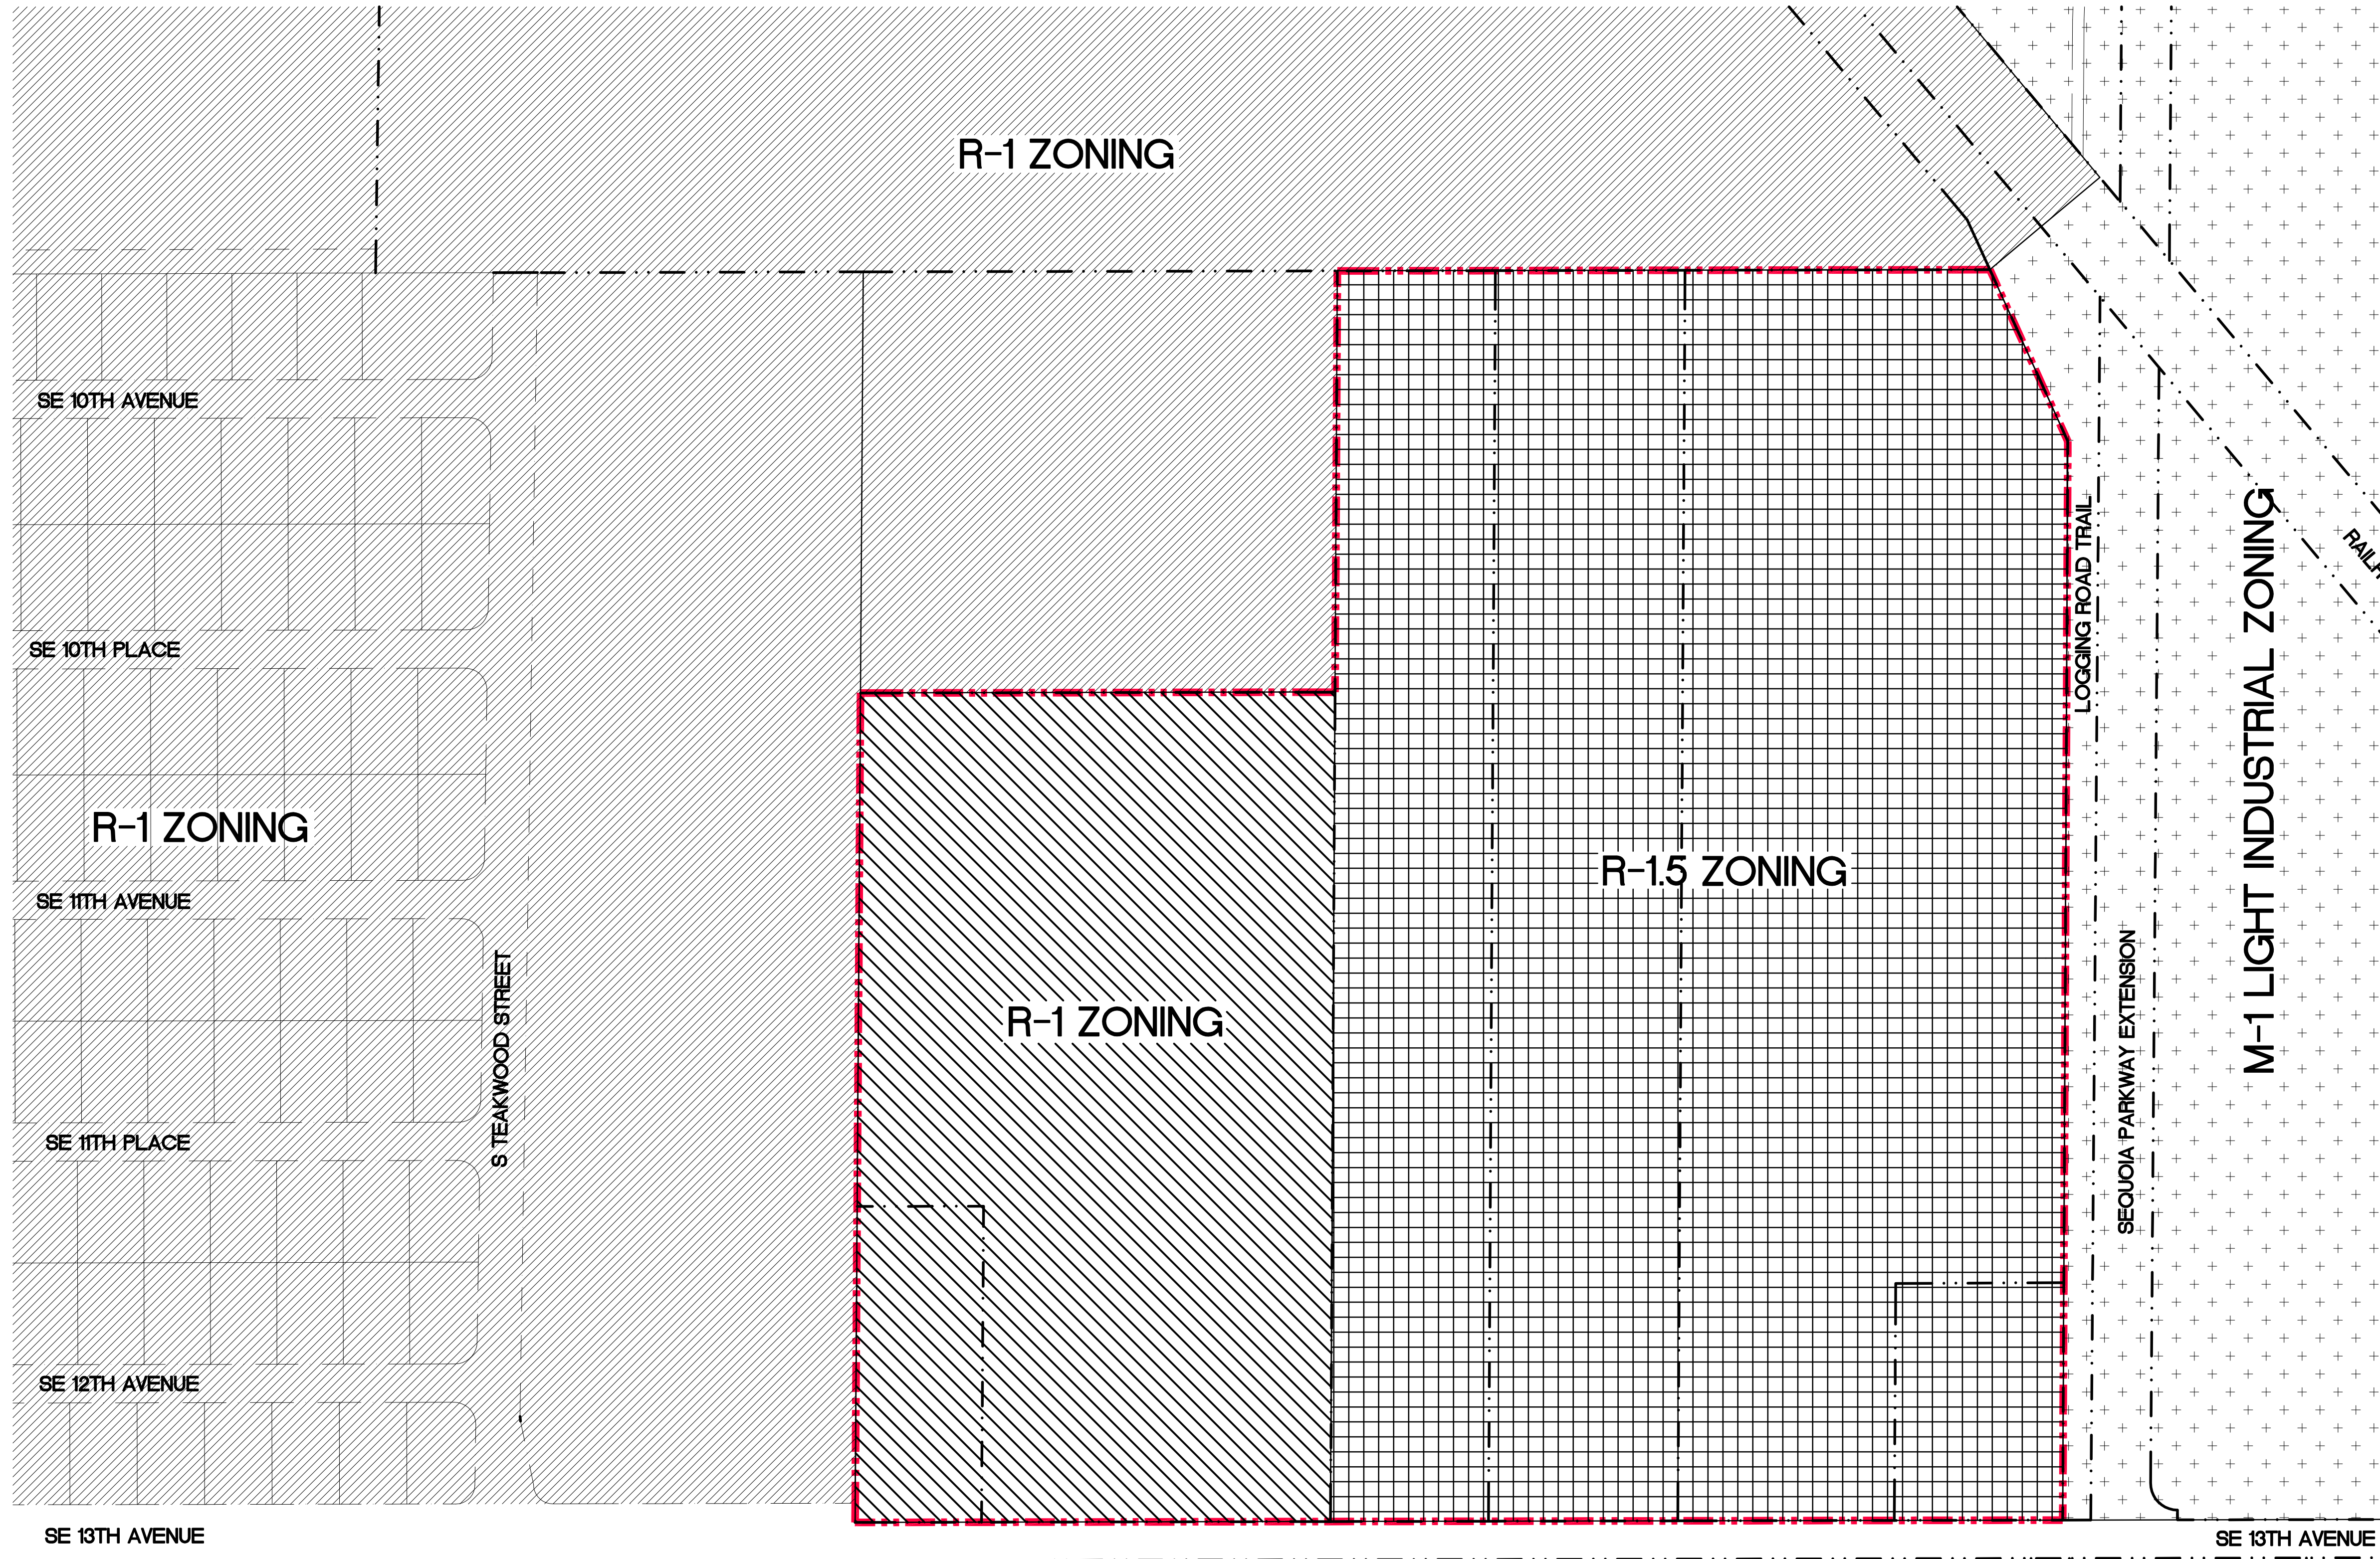 R-1 ZONING
SE 10TH AVENUE
SE 10TH PLACE
LOGGING ROAD TRAIL
M-1 LIGHT INDUSTRIAL ZONING
R-1 ZONING
R-1.5 ZONING
SE 11TH AVENUE
S TEAKWOOD STREET
R-1 ZONING
SEQUOIA PARKWAY EXTENSION
SE 11TH PLACE
SE 12TH AVENUE
SE 13TH AVENUE
SE 13TH AVENUE